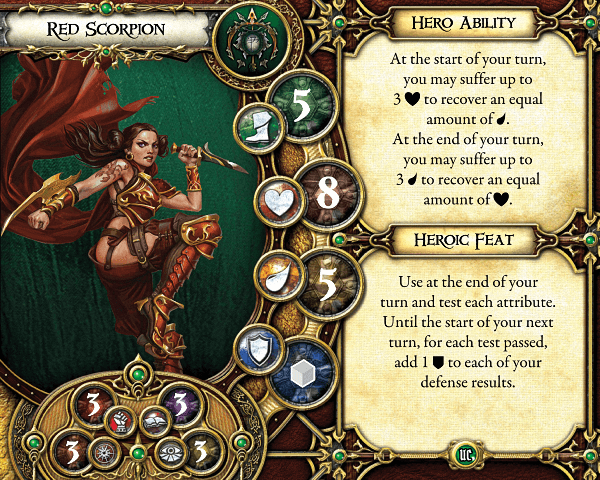 Red Scorpion
5
8
5
3
3
3
3
Hero Ability
At the start of your turn,
you may suffer up to
3 to recover an equal
amount of .
At the end of your turn,
you may suffer up to
3 to recover an equal
amount of .
Heroic Feat
Use at the end of your
turn and test each attribute.
Until the start of your next
turn, for each test passed,
add 1 to each of your
defense results.
UC